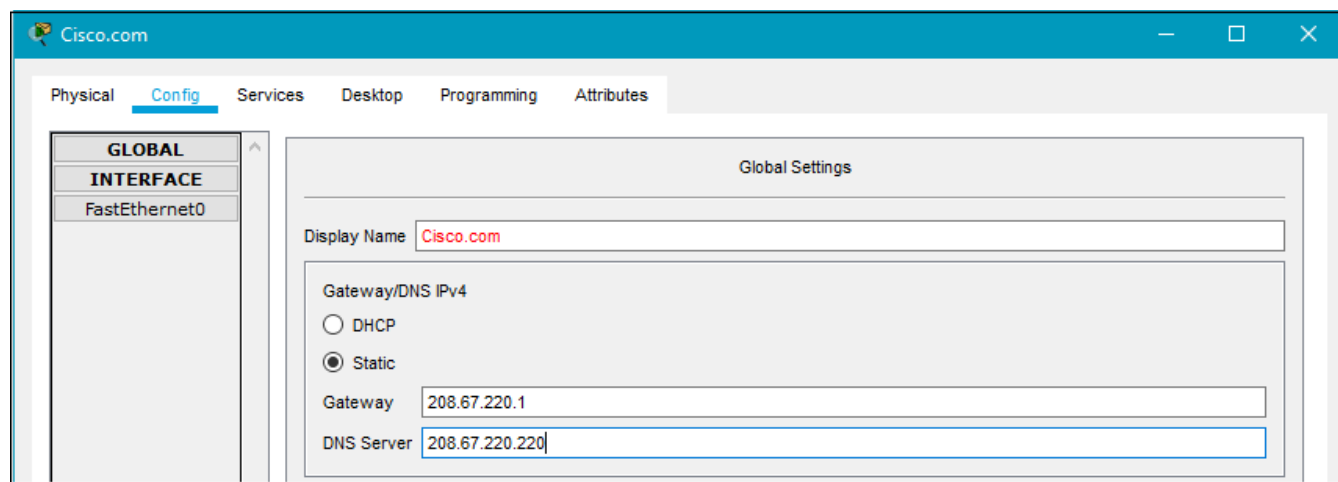 Cisco.com
Physical Config Services Desktop Programming Attributes
GLOBAL
INTERFACE
FastEthernet0
Global Settings
Display Name Cisco.com
Gateway/DNS IPv4
DHCP
Static
Gateway 208.67.220.1
DNS Server 208.67.220.220